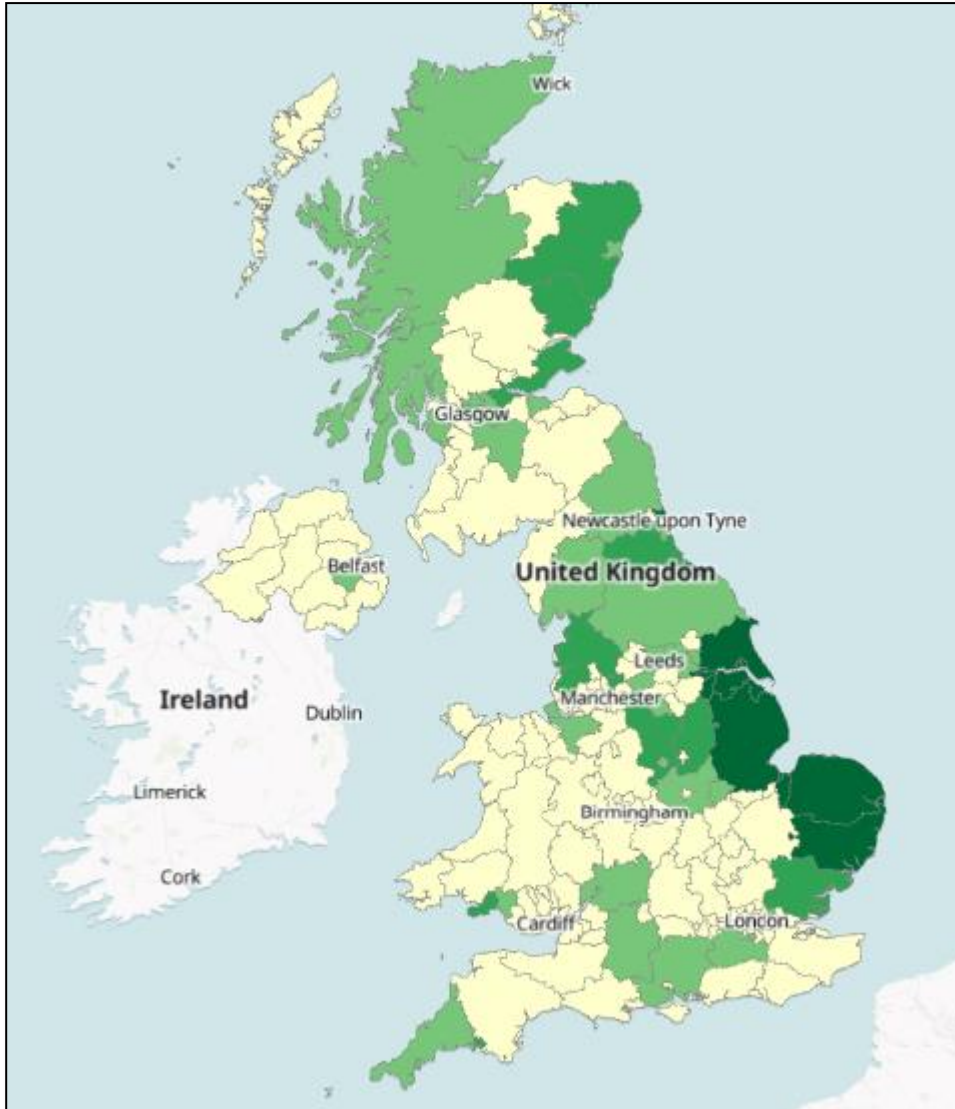 Wick
Glasgow
Newcastle upon Tyne
Belfast
United Kingdom
Leeds
Ireland
Manchester
Dublin
Limerick
Birmingham
Cork
Cardiff
London